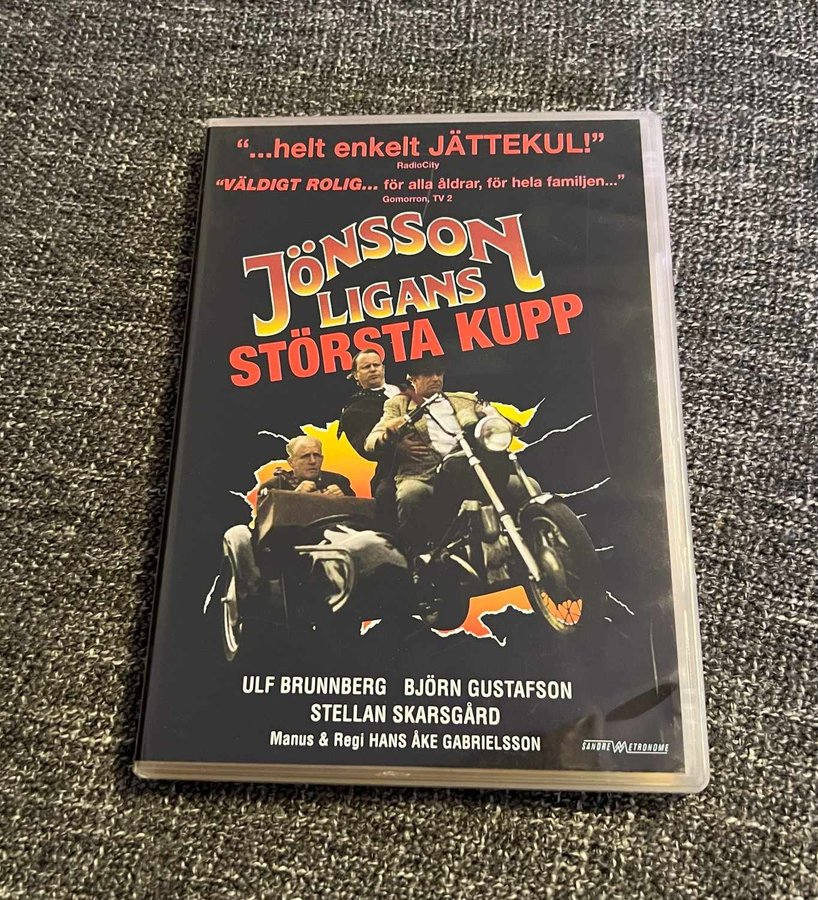 "...helt enkelt JÄTTEKUL!"
RadioCity
"VÄLDIGT ROLIG... för alla åldrar, för hela familjen..."
Gomorron, TV 2
JÖNSSON
LIGANS
STÖRSTA KUPP
ULF BRUNNBERG BJÖRN GUSTAFSON
STELLAN SKARSGÅRD
Manus & Regi HANS ÅKE GABRIELSSON
SANDREW METRONOME